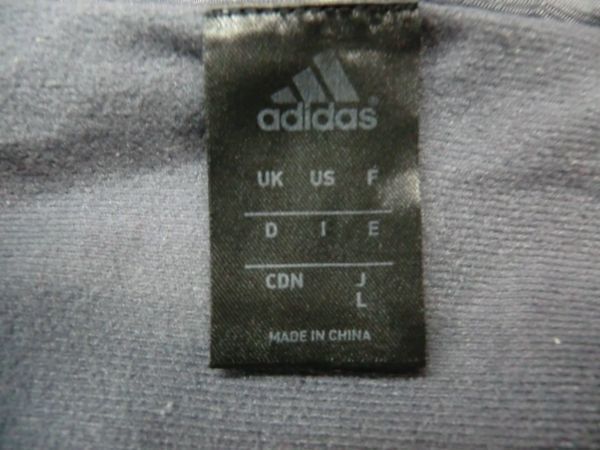 adidas®
UK US F
D I E
CDN J
L
MADE IN CHINA